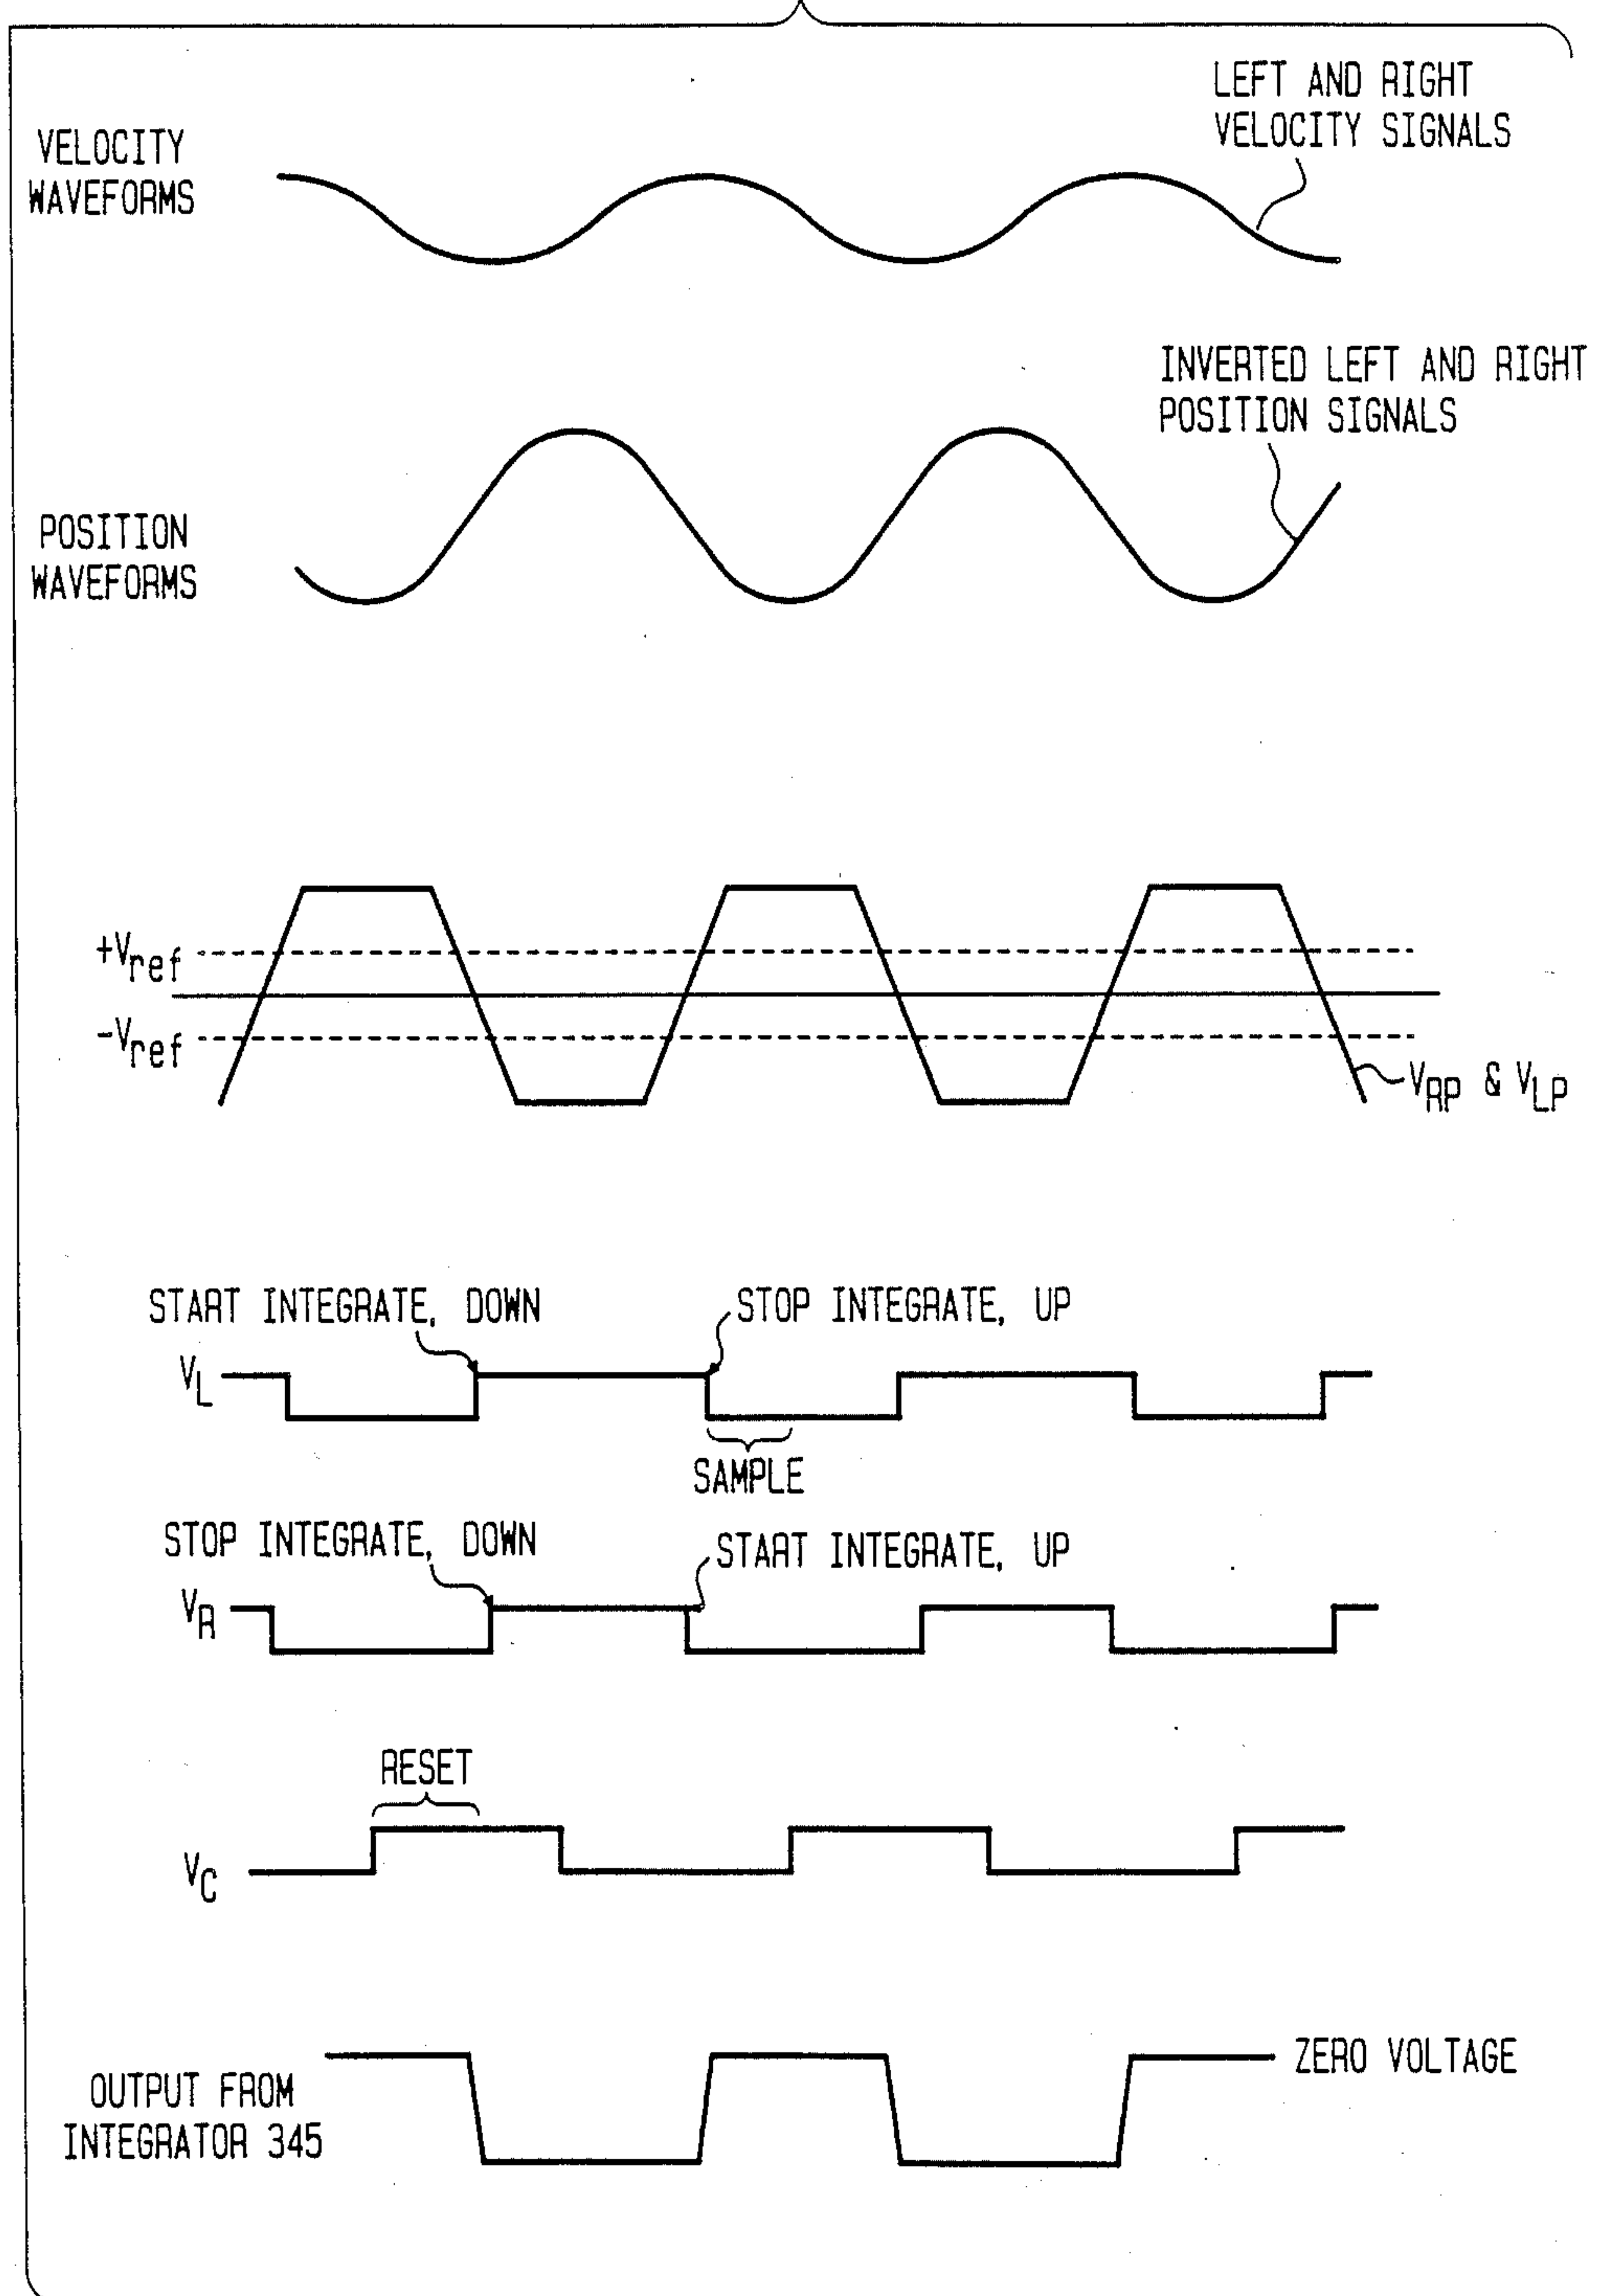 LEFT AND RIGHT
VELOCITY SIGNALS
VELOCITY
WAVEFORMS
INVERTED LEFT AND RIGHT
POSITION SIGNALS
POSITION
WAVEFORMS
+Vref
-Vref
VRP & VLP
START INTEGRATE, DOWN
STOP INTEGRATE, UP
VL
SAMPLE
STOP INTEGRATE, DOWN
START INTEGRATE, UP
VR
RESET
VC
ZERO VOLTAGE
OUTPUT FROM
INTEGRATOR 345